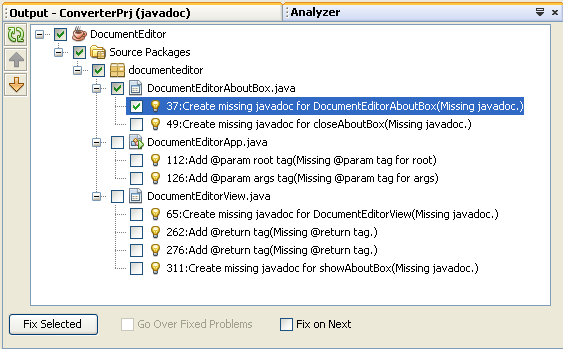 Output - ConverterPrj (javadoc) Analyzer
DocumentEditor
Source Packages
documenteditor
DocumentEditorAboutBox.java
37:Create missing javadoc for DocumentEditorAboutBox(Missing javadoc.)
49:Create missing javadoc for closeAboutBox(Missing javadoc.)
DocumentEditorApp.java
112:Add @param root tag(Missing @param tag for root)
126:Add @param args tag(Missing @param tag for args)
DocumentEditorView.java
65:Create missing javadoc for DocumentEditorView(Missing javadoc.)
262:Add @return tag(Missing @return tag.)
276:Add @return tag(Missing @return tag.)
311:Create missing javadoc for showAboutBox(Missing javadoc.)
Fix Selected Go Over Fixed Problems Fix on Next